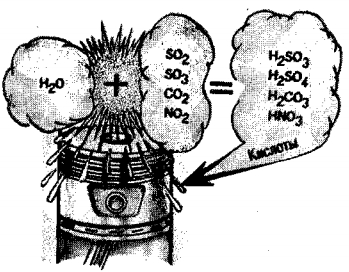 H₂O
+
SO₂
SO₃
CO₂
NO₂
=
H₂SO₃
H₂SO₄
H₂CO₃
HNO₃
Кислоты